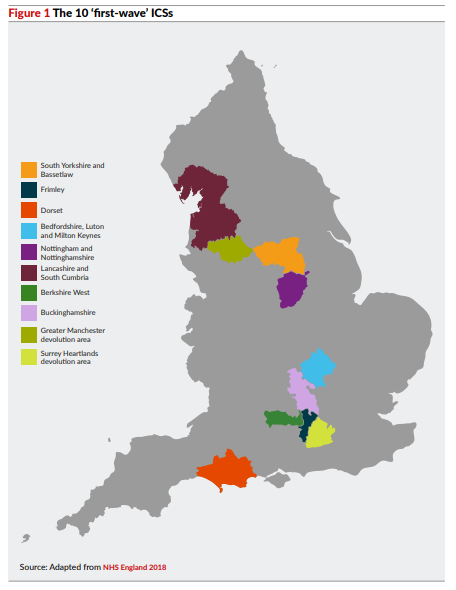 Figure 1 The 10 ‘first-wave’ ICSs
South Yorkshire and
Bassetlaw
Frimley
Dorset
Bedfordshire, Luton
and Milton Keynes
Nottingham and
Nottinghamshire
Lancashire and
South Cumbria
Berkshire West
Buckinghamshire
Greater Manchester
devolution area
Surrey Heartlands
devolution area
Source: Adapted from NHS England 2018